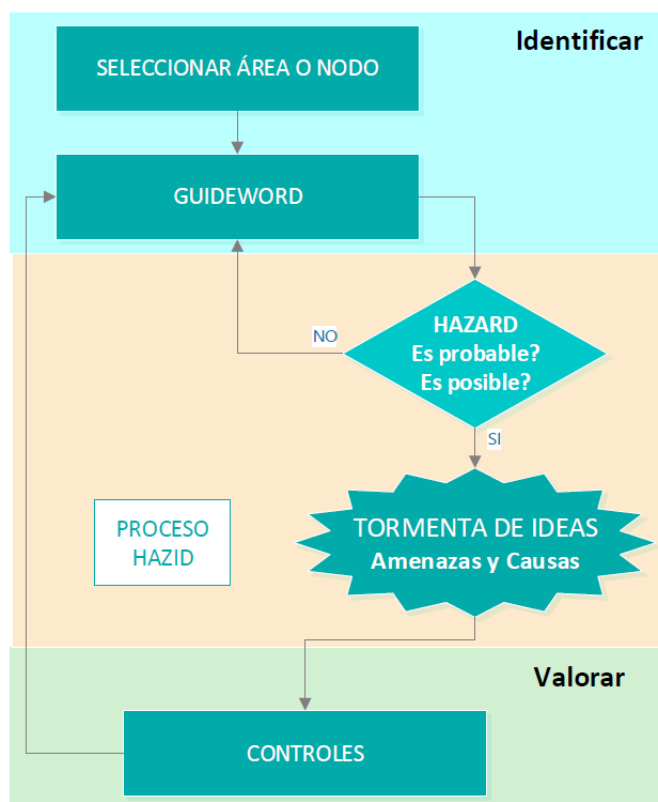 Identificar
SELECCIONAR ÁREA O NODO
GUIDEWORD
HAZARD
Es probable?
Es posible?
NO
SI
TORMENTA DE IDEAS
Amenazas y Causas
PROCESO
HAZID
Valorar
CONTROLES